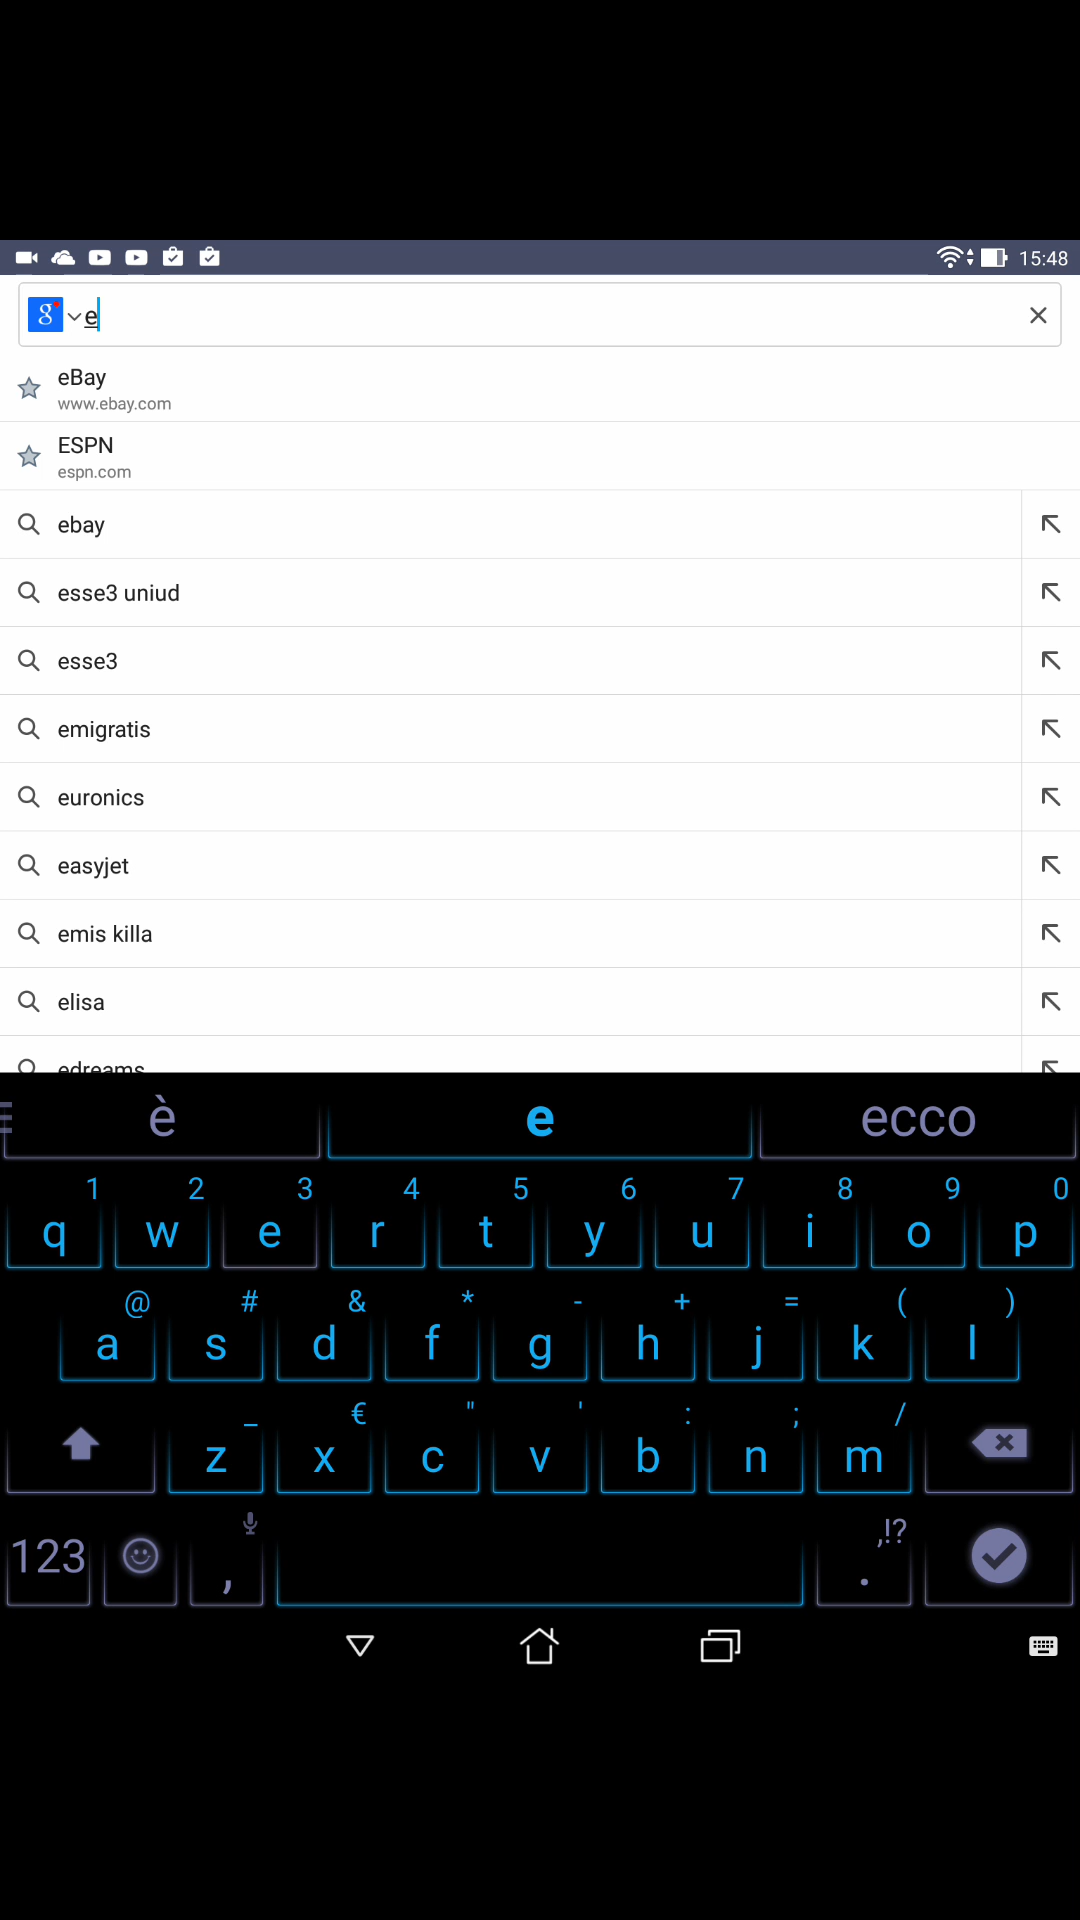 15:48
g e
eBay
www.ebay.com
ESPN
espn.com
ebay
esse3 uniud
esse3
emigratis
euronics
easyjet
emis killa
elisa
edreams
è e ecco
1 2 3 4 5 6 7 8 9 0
q w e r t y u i o p
@ # & * - + = ( )
a s d f g h j k l
_ € " ' : ; /
z x c v b n m
,!?
123 , .